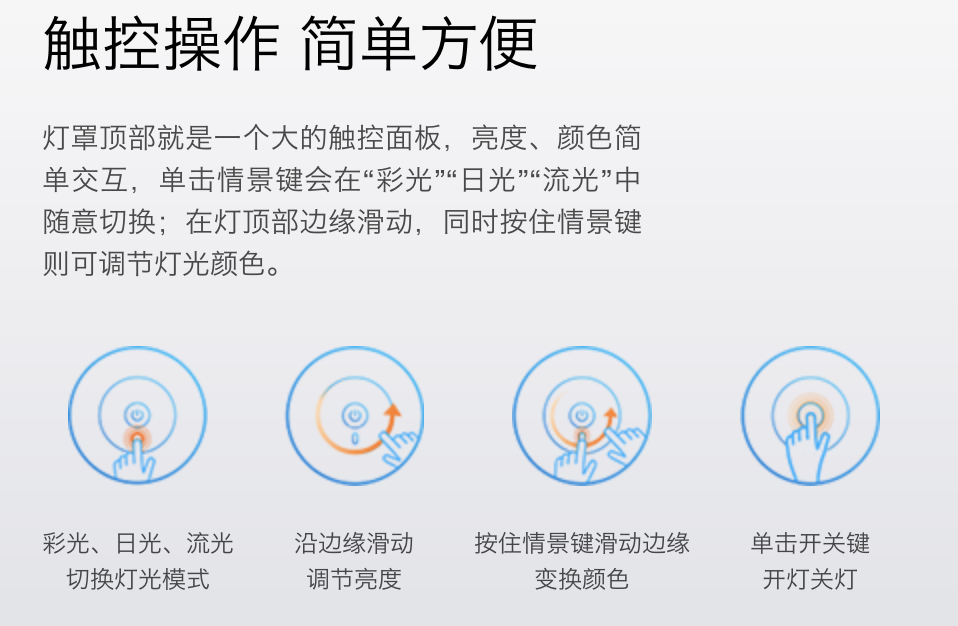 触控操作 简单方便
灯罩顶部就是一个大的触控面板，亮度、颜色简
单交互，单击情景键会在“彩光”“日光”“流光”中
随意切换；在灯顶部边缘滑动，同时按住情景键
则可调节灯光颜色。
彩光、日光、流光
切换灯光模式
沿边缘滑动
调节亮度
按住情景键滑动边缘
变换颜色
单击开关键
开灯关灯